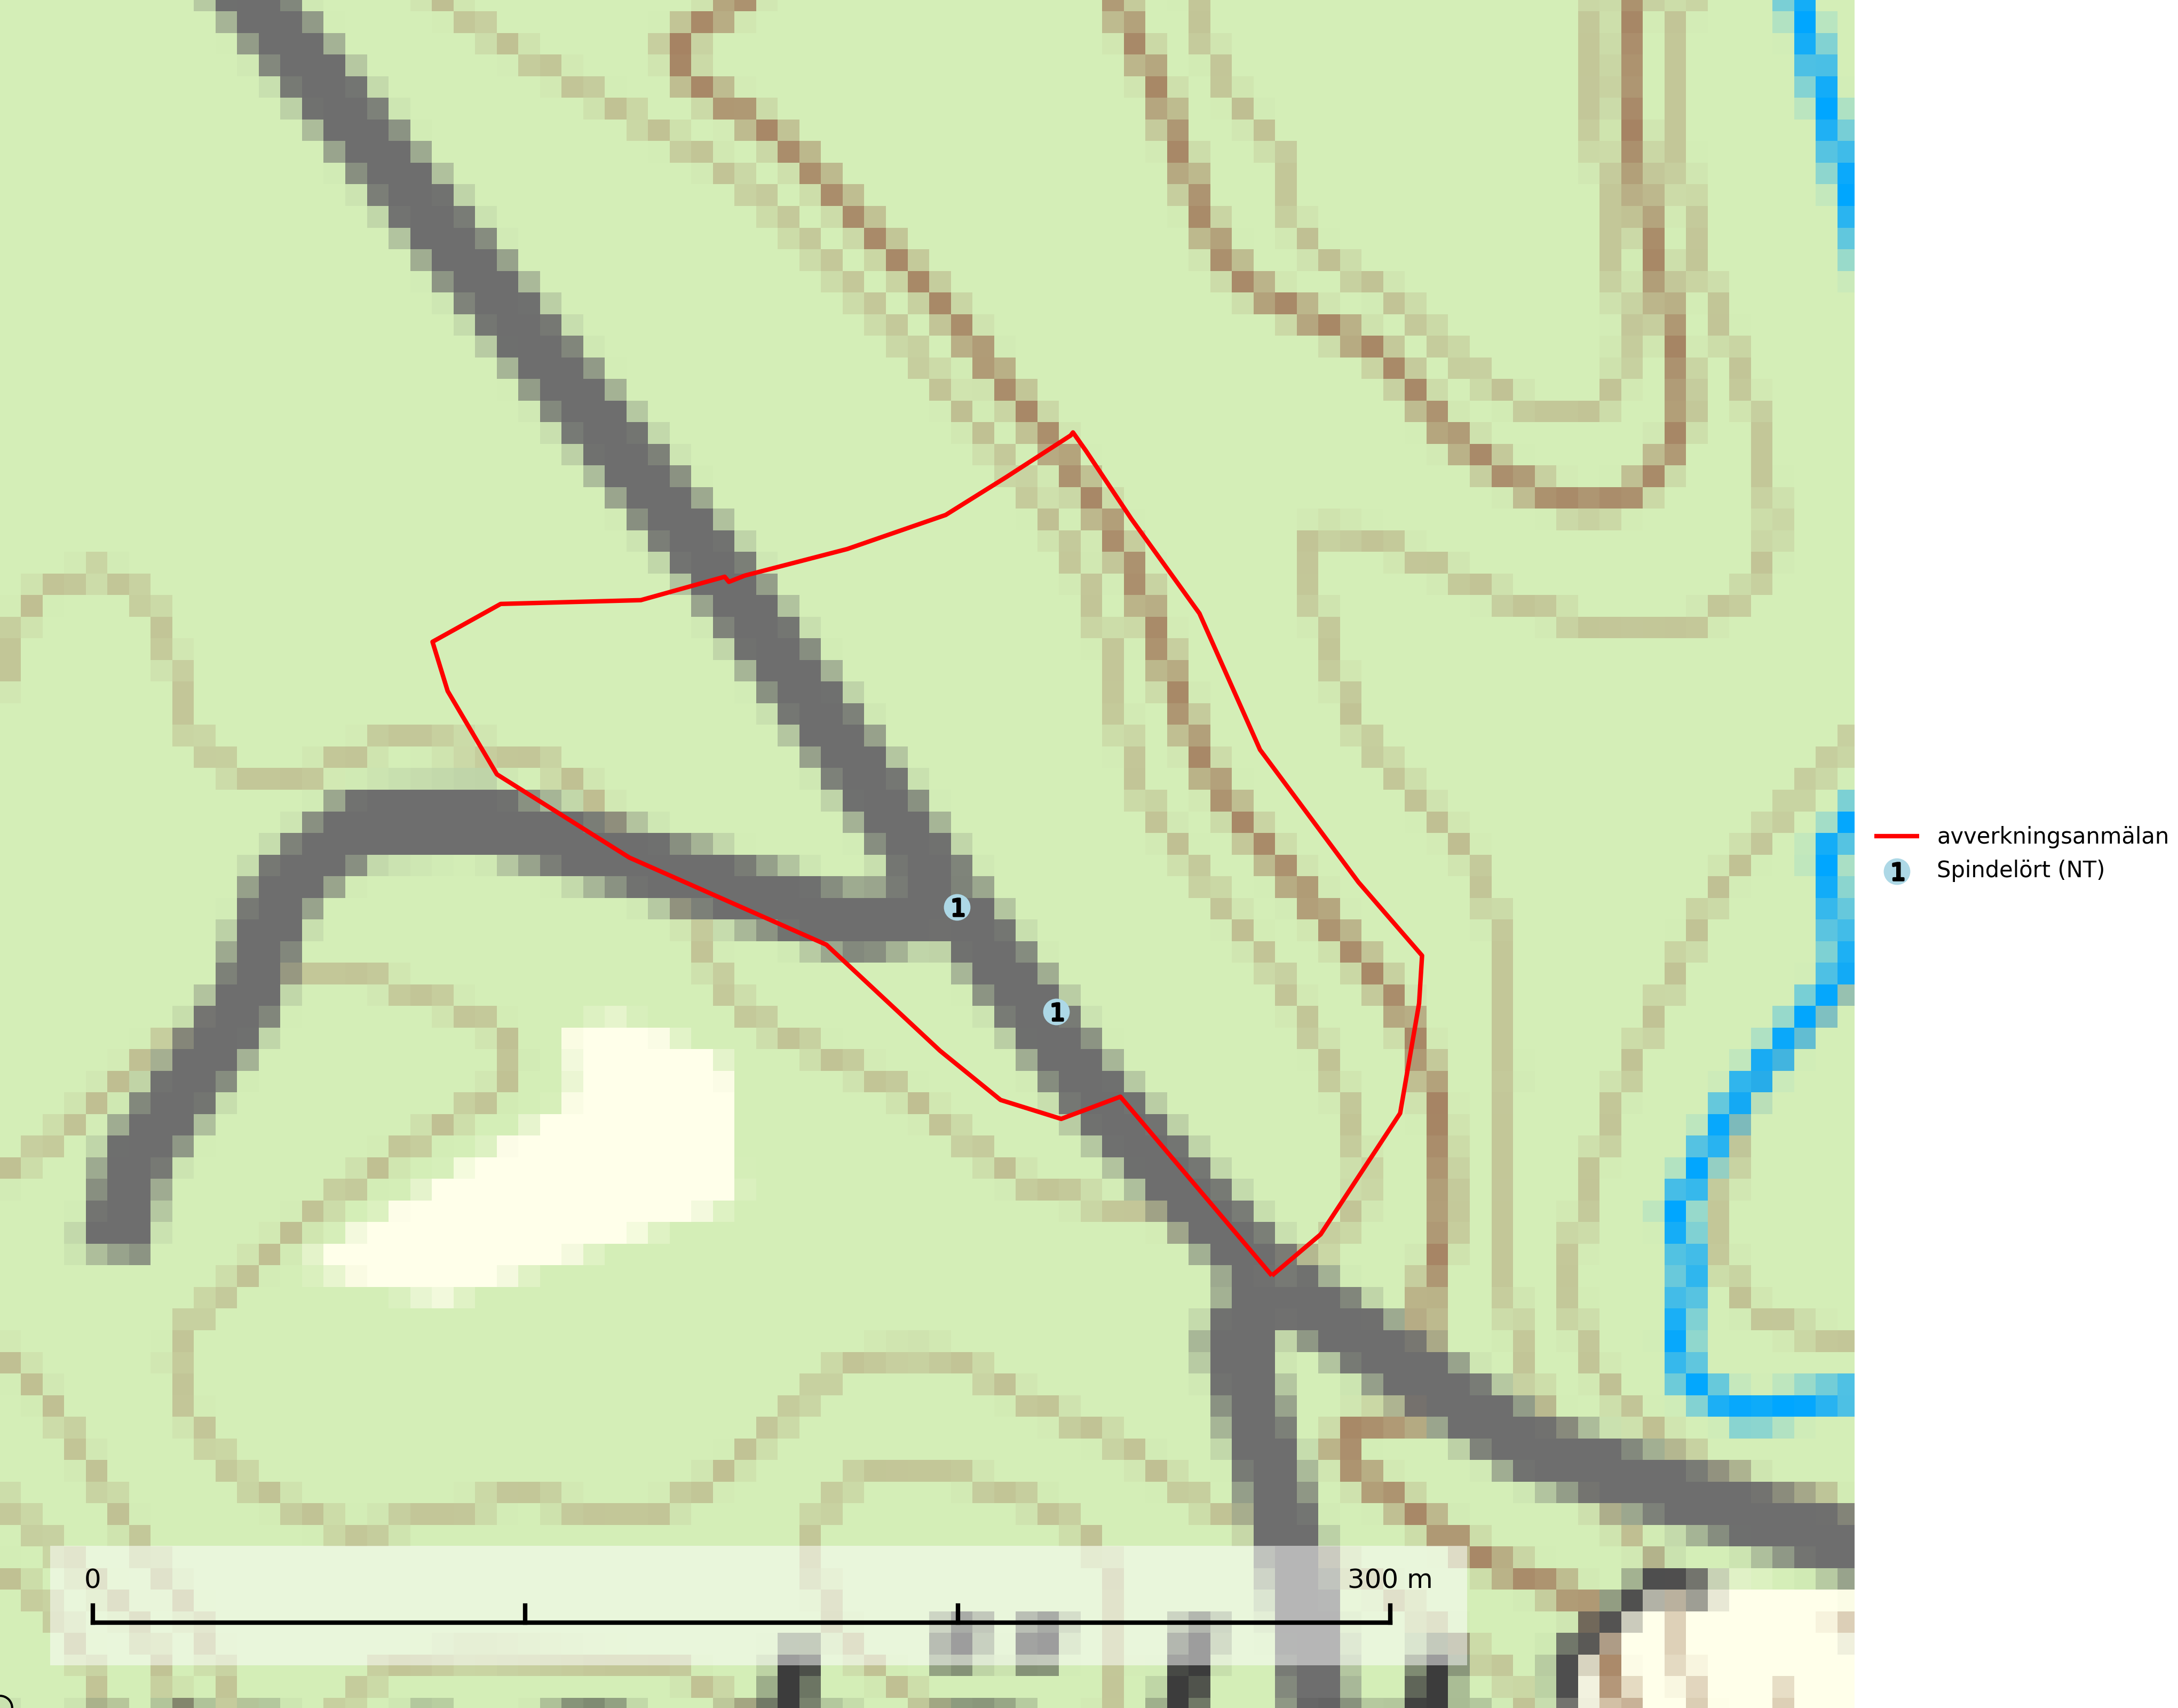 avverkningsanmälan
1 Spindelört (NT)
1
1
0 300 m